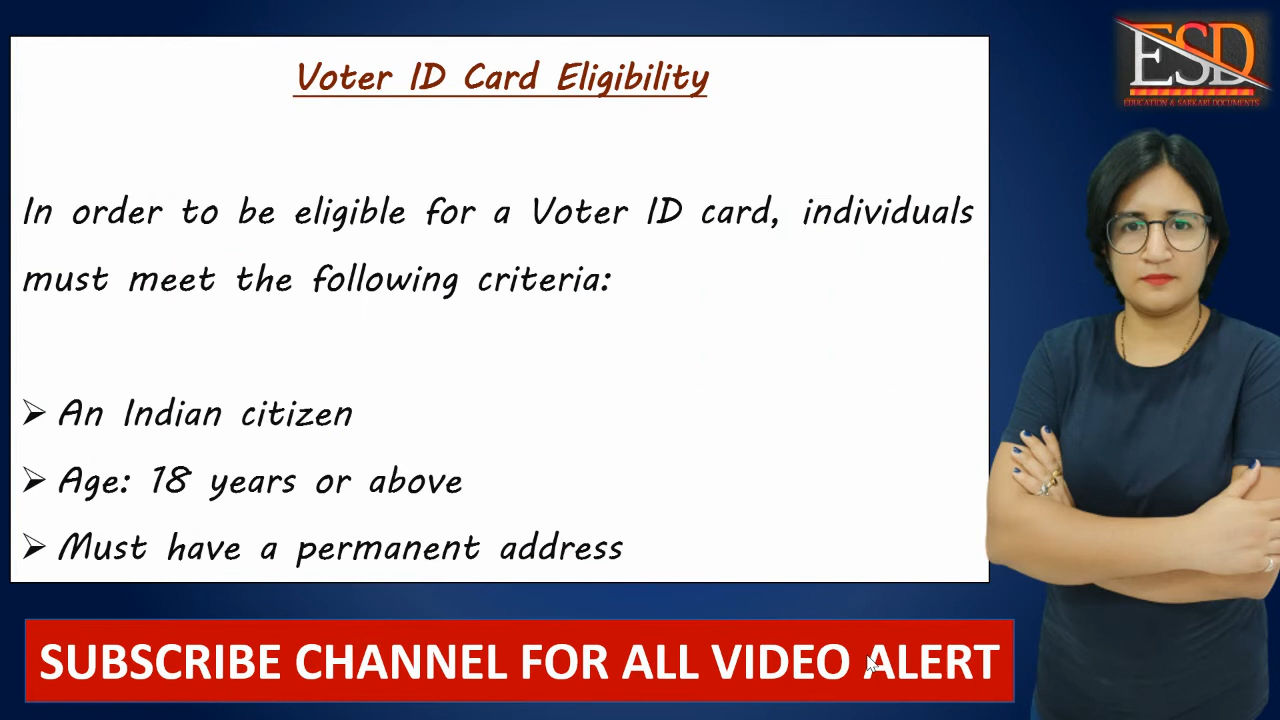 ESD
EDUCATION & SARKARI DOCUMENTS
Voter ID Card Eligibility
In order to be eligible for a Voter ID card, individuals
must meet the following criteria:
➢ An Indian citizen
➢ Age: 18 years or above
➢ Must have a permanent address
SUBSCRIBE CHANNEL FOR ALL VIDEO ALERT